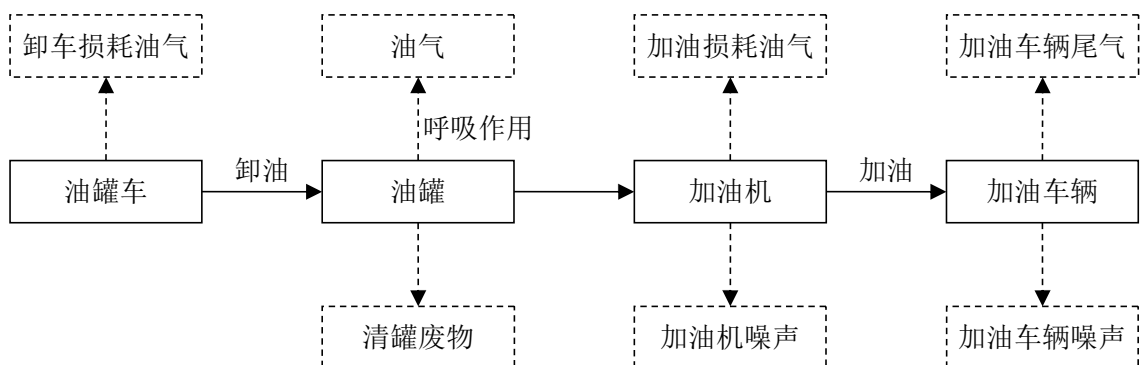 卸车损耗油气
油气
加油损耗油气
加油车辆尾气
呼吸作用
油罐车
卸油
油罐
加油机
加油
加油车辆
清罐废物
加油机噪声
加油车辆噪声